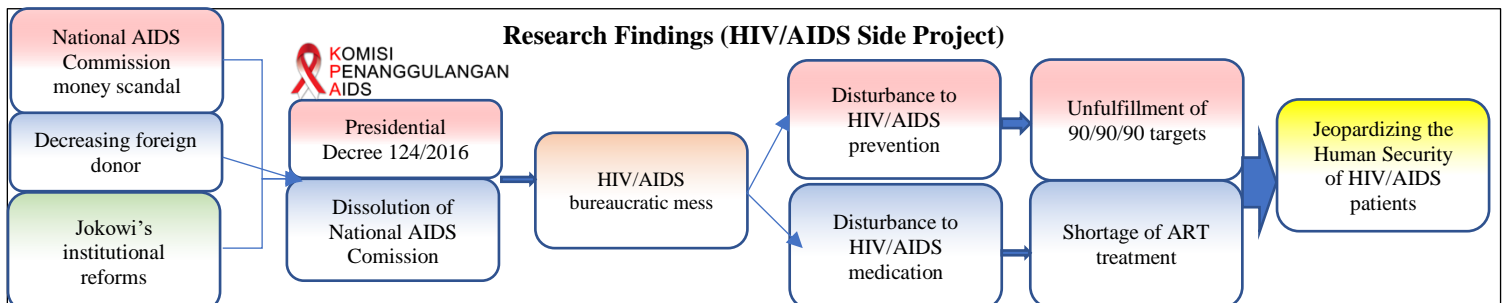 Research Findings (HIV/AIDS Side Project)
National AIDS
Commission
money scandal
Decreasing foreign
donor
Jokowi's
institutional
reforms
KOMISI
PENANGGULANGAN
AIDS
Presidential
Decree 124/2016
Dissolution of
National AIDS
Comission
HIV/AIDS
bureaucratic mess
Disturbance to
HIV/AIDS
prevention
Disturbance to
HIV/AIDS
medication
Unfulfillment of
90/90/90 targets
Shortage of ART
treatment
Jeopardizing the
Human Security
of HIV/AIDS
patients